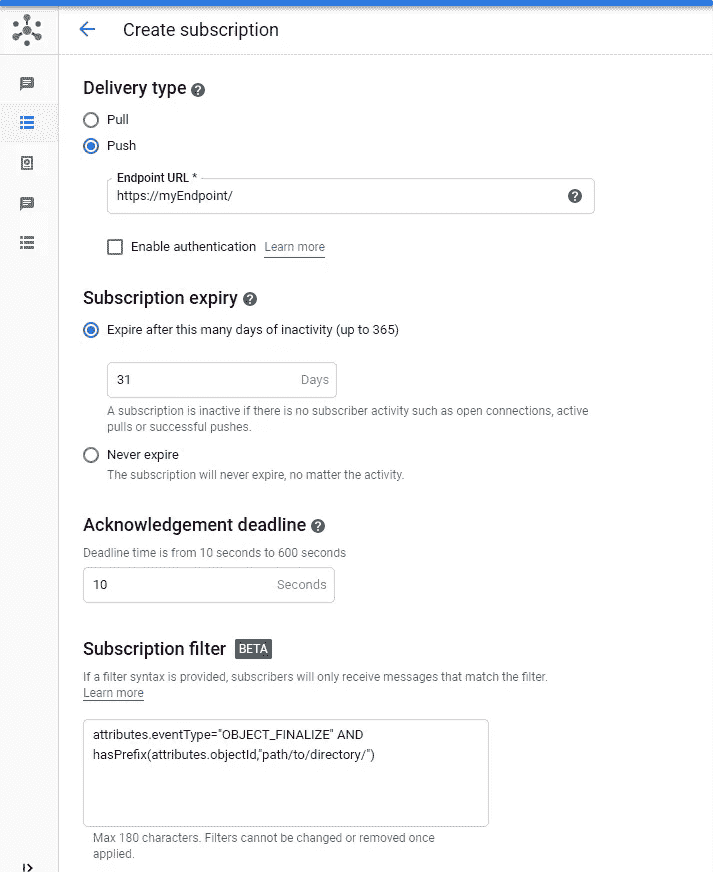 Create subscription
Delivery type
Pull
Push
Endpoint URL *
https://myEndpoint/
Enable authentication Learn more
Subscription expiry
Expire after this many days of inactivity (up to 365)
31 Days
A subscription is inactive if there is no subscriber activity such as open connections, active
pulls or successful pushes.
Never expire
The subscription will never expire, no matter the activity.
Acknowledgement deadline
Deadline time is from 10 seconds to 600 seconds
10 Seconds
Subscription filter BETA
If a filter syntax is provided, subscribers will only receive messages that match the filter.
Learn more
attributes.eventType="OBJECT_FINALIZE" AND
hasPrefix(attributes.objectId,"path/to/directory/")
Max 180 characters. Filters cannot be changed or removed once
applied.